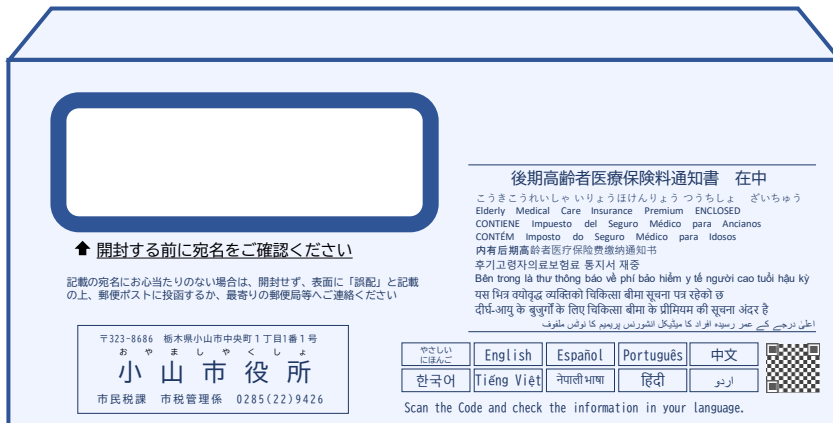 後期高齢者医療保険料通知書　在中
こうきこうれいしゃ いりょうほけんりょう つうちしょ　ざいちゅう
Elderly Medical Care Insurance Premium ENCLOSED
CONTIENE Impuesto del Seguro Médico para Ancianos
CONTÉM Imposto do Seguro Médico para Idosos
内有后期高龄者医疗保险费缴纳通知书
후기고령자의료보험료 통지서 재중
Bên trong là thư thông báo về phí bảo hiểm y tế người cao tuổi hậu kỳ
यस भित्र वयोवृद्ध व्यक्तिको चिकित्सा बीमा सूचना पत्र रहेको छ
दीर्घ-आयु के बुजुर्गों के लिए चिकित्सा बीमा के प्रीमियम की सूचना अंदर है
اعلیٰ درجے کے عمر رسیدہ افراد کا میڈیکل انشورنس پریمیم کا نوٹس ملفوف
⬆ 開封する前に宛名をご確認ください
記載の宛名にお心当たりのない場合は、開封せず、表面に「誤配」と記載
の上、郵便ポストに投函するか、最寄りの郵便局等へご連絡ください
〒323-8686　栃木県小山市中央町１丁目1番１号
おやましやくしょ
小山市役所
市民税課　市税管理係　0285(22)9426
やさしい
にほんご
English
Español
Português
中文
한국어
Tiếng Việt
नेपाली भाषा
हिंदी
اردو
Scan the Code and check the information in your language.